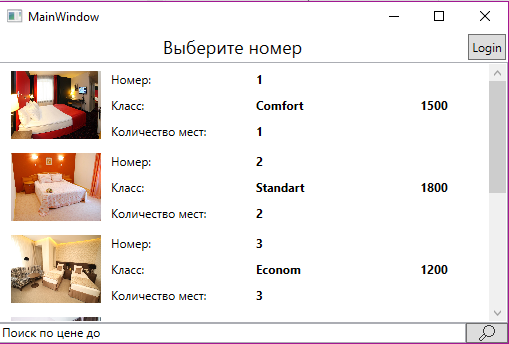 MainWindow
Выберите номер
Login
Номер: 1
Класс: Comfort 1500
Количество мест: 1
Номер: 2
Класс: Standart 1800
Количество мест: 2
Номер: 3
Класс: Econom 1200
Количество мест: 3
Поиск по цене до